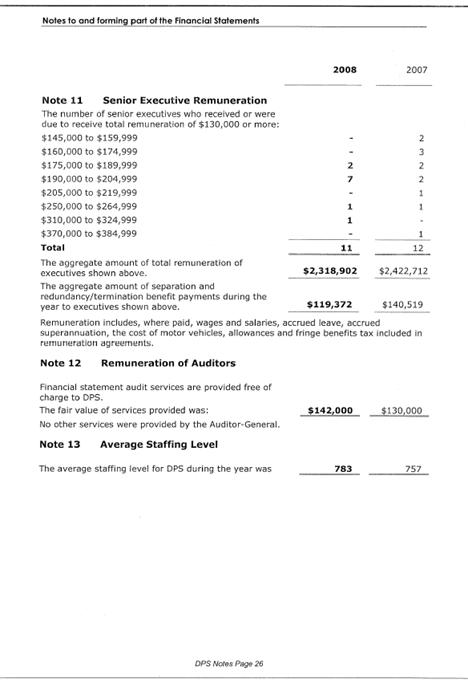 Notes to and forming part of the Financial Statements
2008 2007
Note 11 Senior Executive Remuneration
The number of senior executives who received or were
due to receive total remuneration of $130,000 or more:
$145,000 to $159,999 - 2
$160,000 to $174,999 - 3
$175,000 to $189,999 2 2
$190,000 to $204,999 7 2
$205,000 to $219,999 - 1
$250,000 to $264,999 1 1
$310,000 to $324,999 1 -
$370,000 to $384,999 - 1
Total 11 12
The aggregate amount of total remuneration of
executives shown above. $2,318,902 $2,422,712
The aggregate amount of separation and
redundancy/termination benefit payments during the
year to executives shown above. $119,372 $140,519
Remuneration includes, where paid, wages and salaries, accrued leave, accrued
superannuation, the cost of motor vehicles, allowances and fringe benefits tax included in
remuneration agreements.
Note 12 Remuneration of Auditors
Financial statement audit services are provided free of
charge to DPS.
The fair value of services provided was: $142,000 $130,000
No other services were provided by the Auditor-General.
Note 13 Average Staffing Level
The average staffing level for DPS during the year was 783 757
DPS Notes Page 26